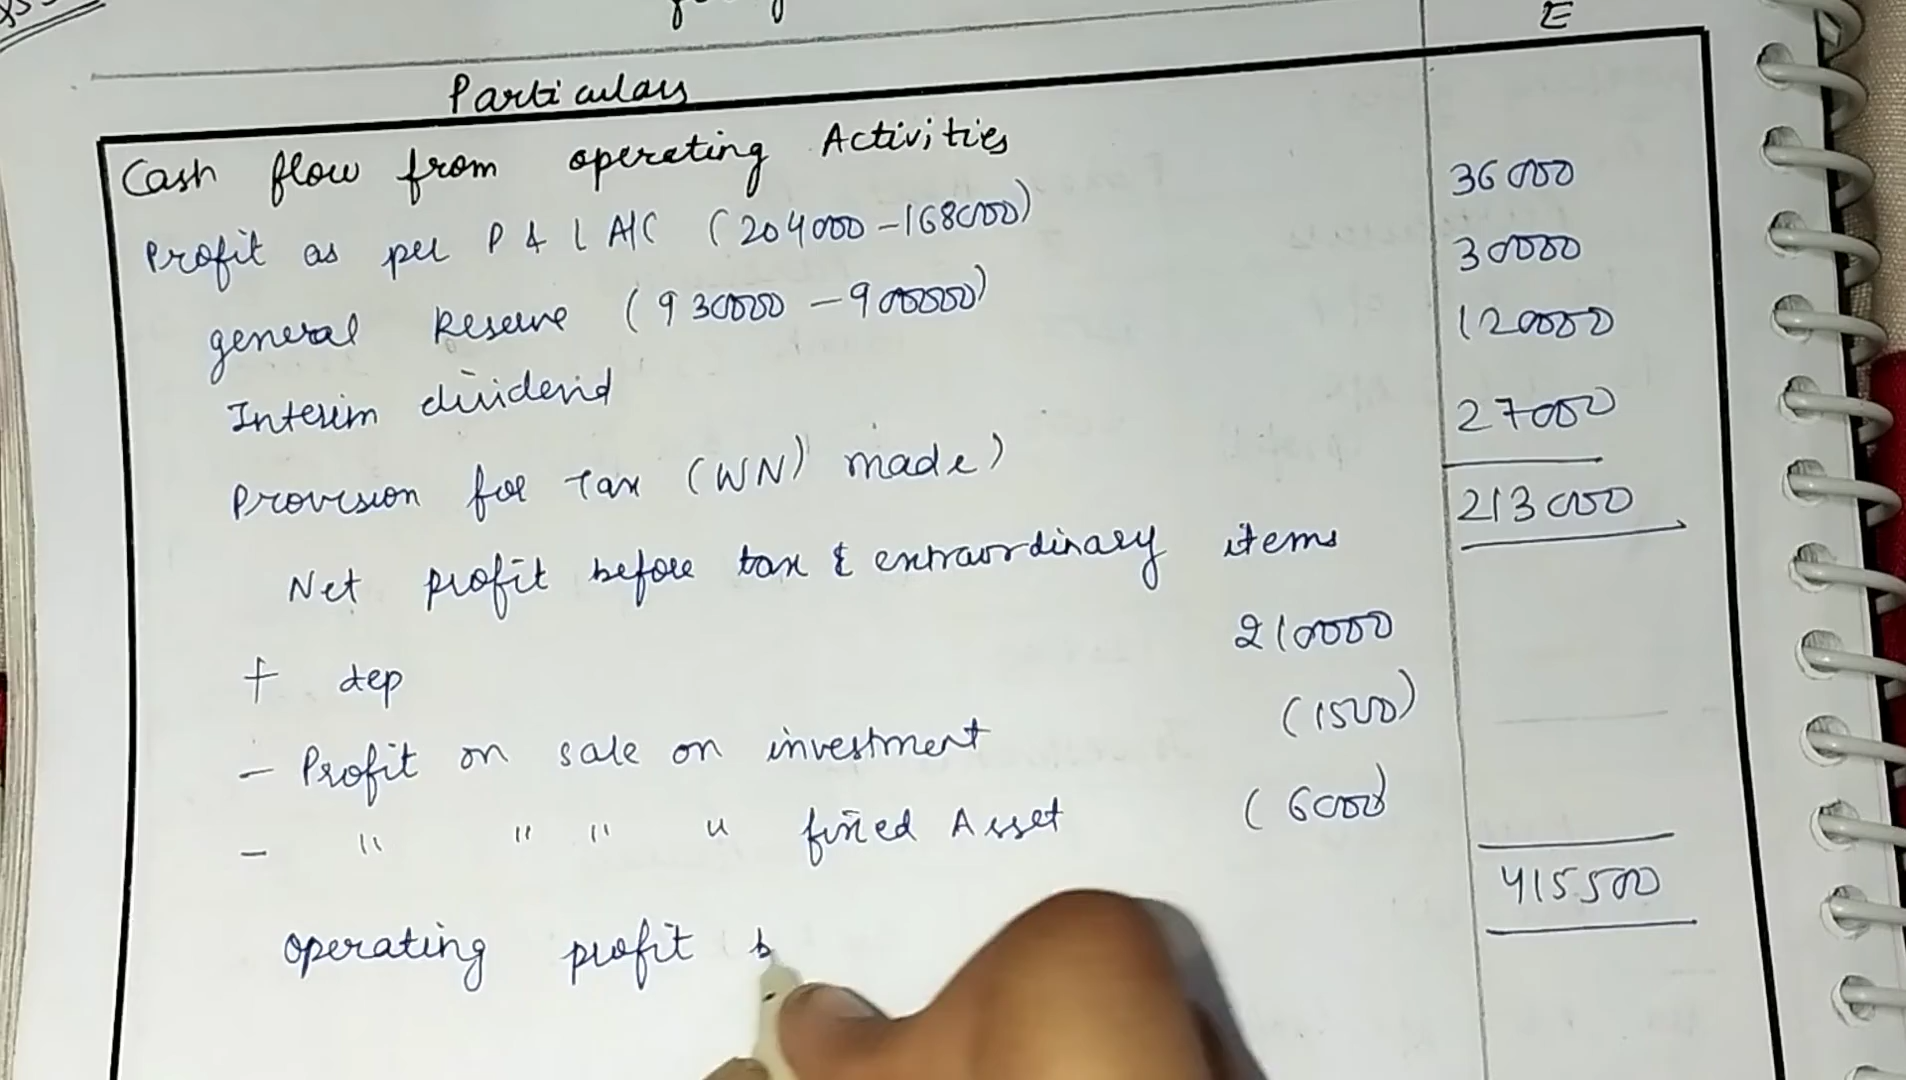 £
Particulars
Cash flow from operating Activities
Profit as per P & L A/C (204000 - 168000) 36000
general Reserve (930000 - 900000) 30000
Interim dividend 120000
Provision for Tax (WN) made) 27000
213000
Net profit before tax & extraordinary items
+ dep 210000
- Profit on sale on investment (1500)
- " " " " fixed Asset (6000)
415500
operating profit b